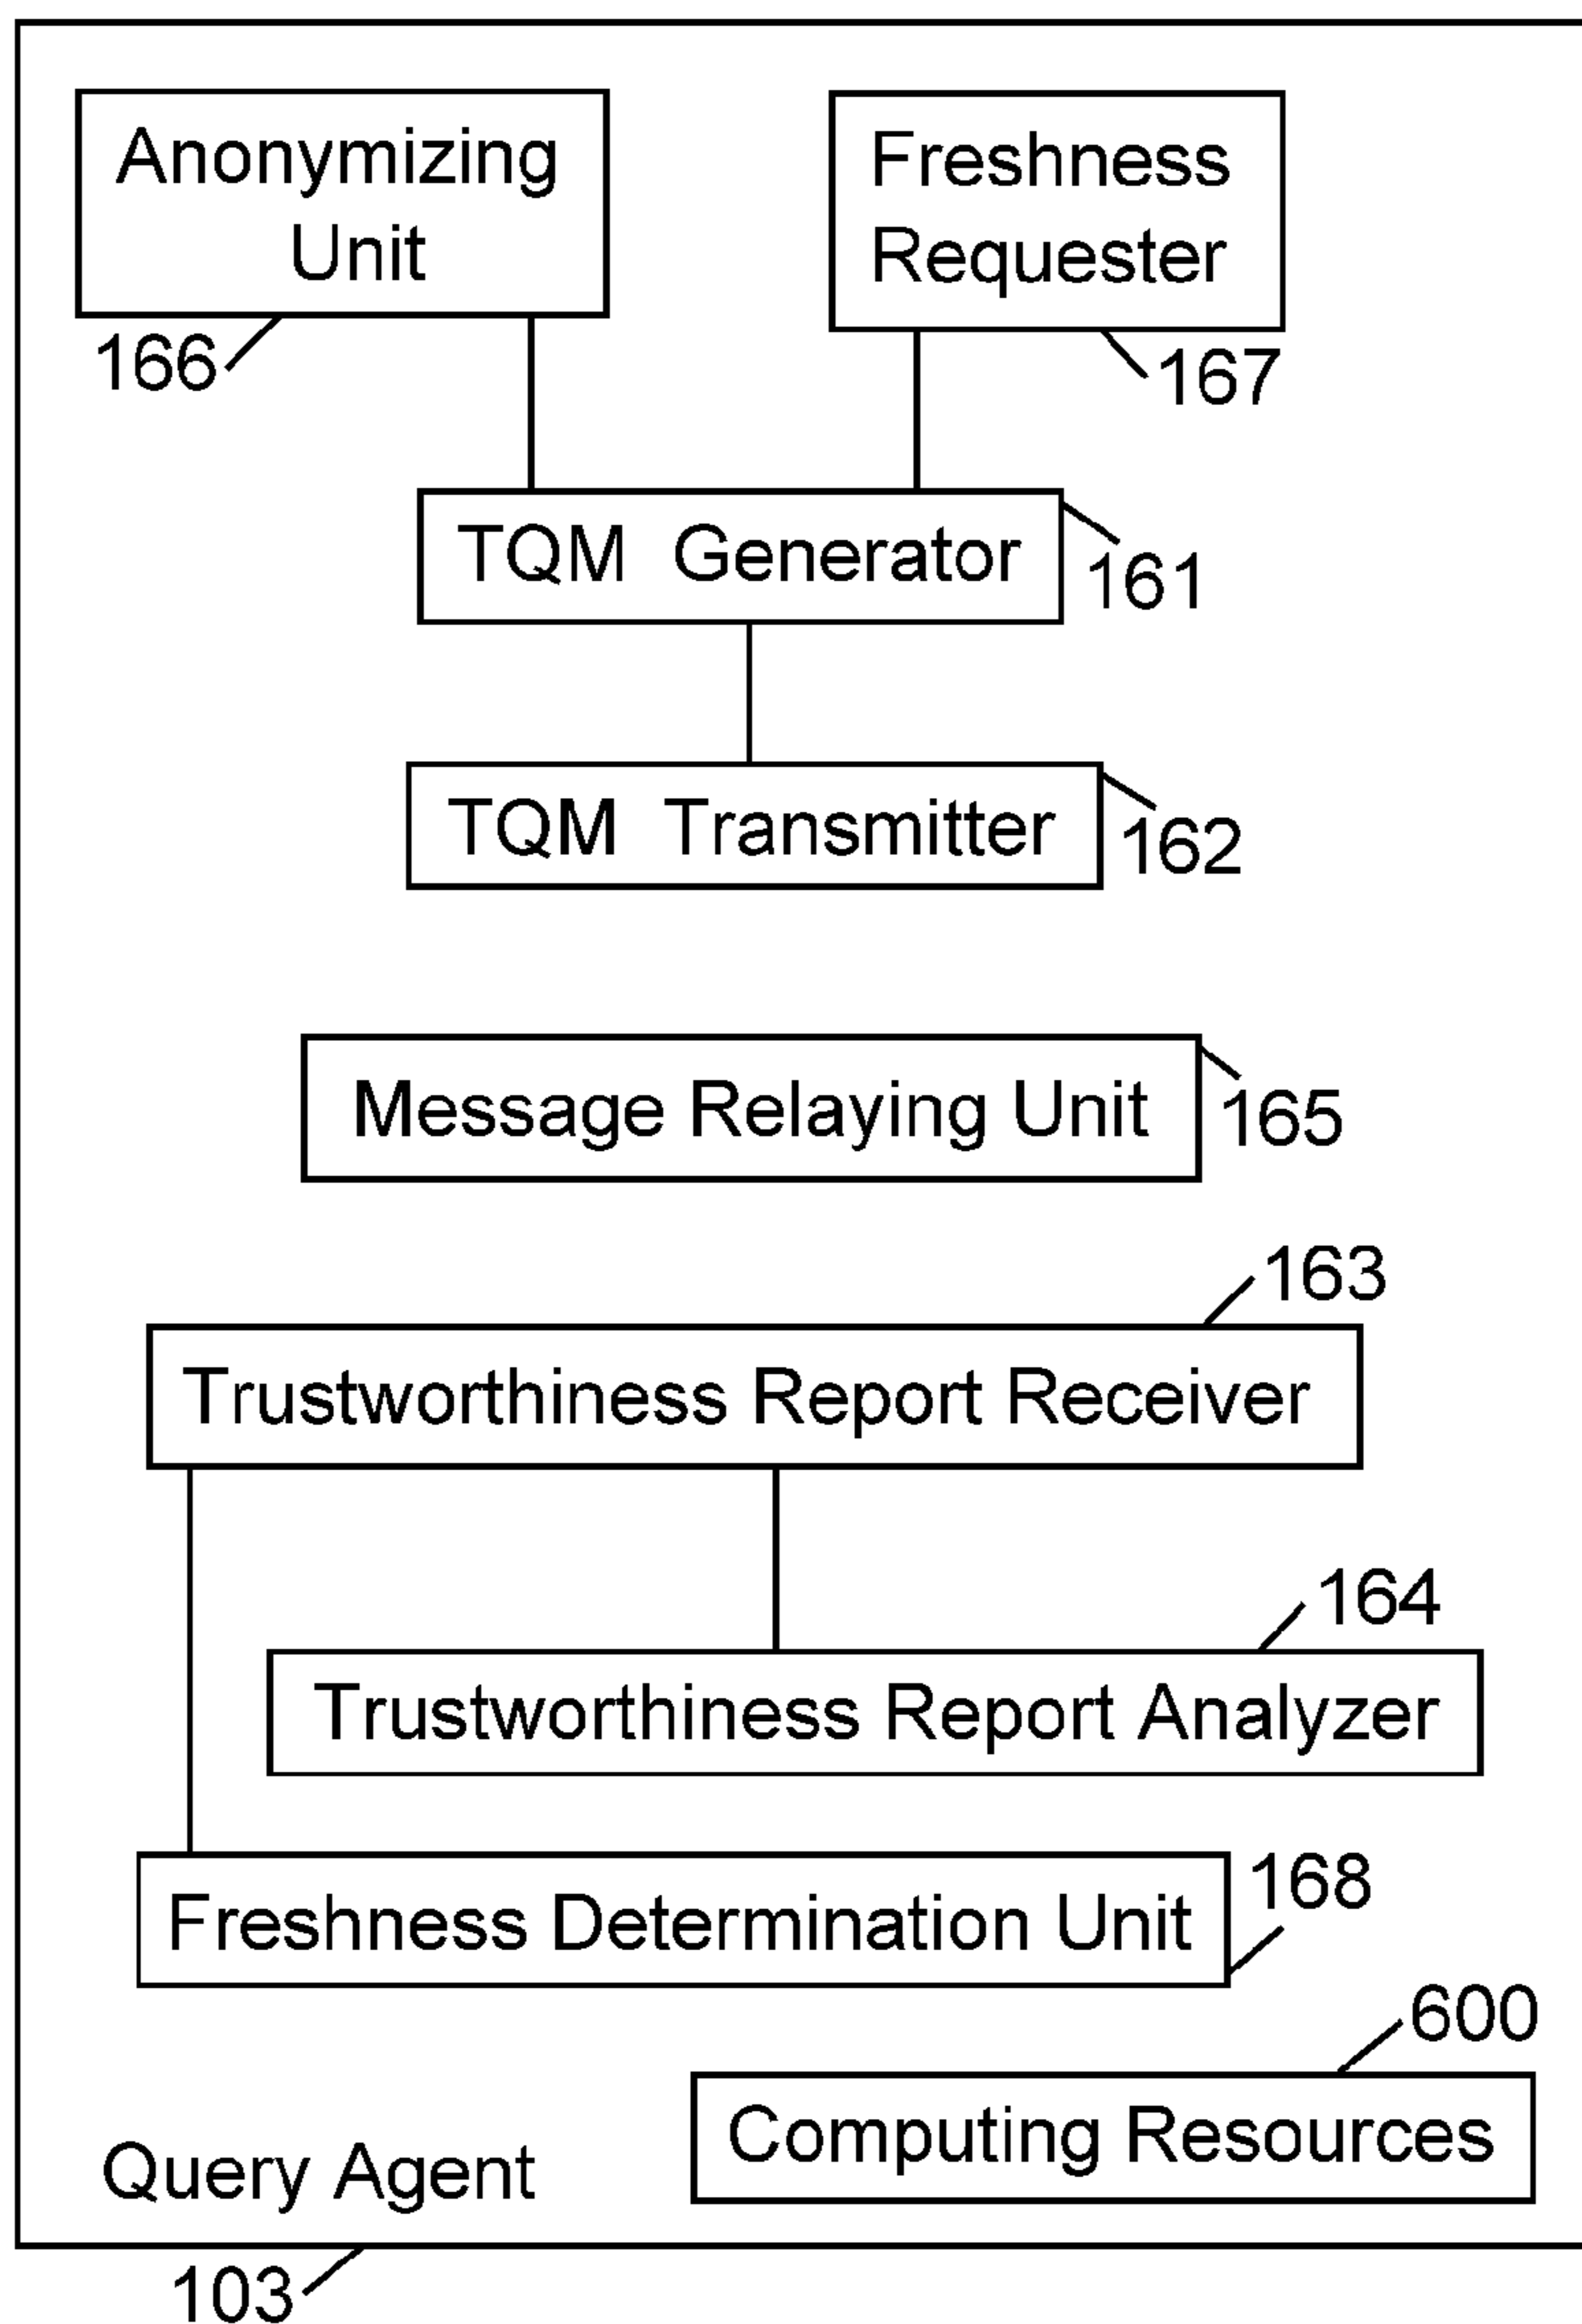 Anonymizing
Unit
166
Freshness
Requester
167
TQM Generator
161
TQM Transmitter
162
Message Relaying Unit
165
163
Trustworthiness Report Receiver
164
Trustworthiness Report Analyzer
Freshness Determination Unit
168
600
Computing Resources
Query Agent
103